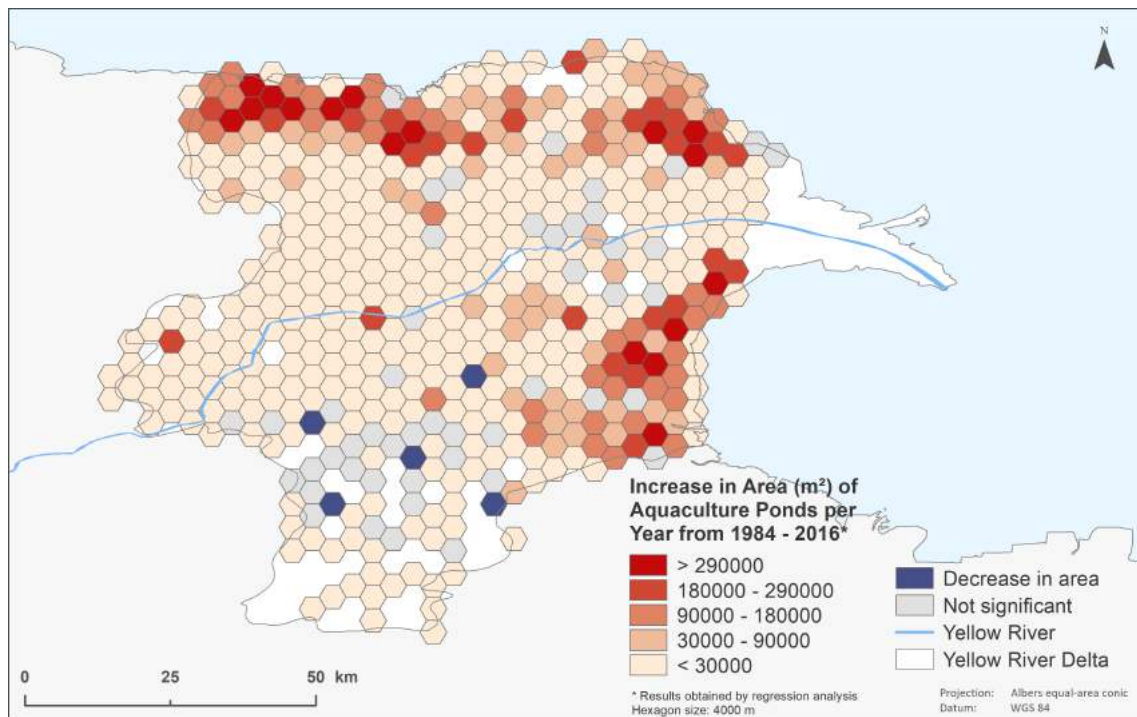 N
Increase in Area (m²) of
Aquaculture Ponds per
Year from 1984 - 2016*
> 290000
180000 - 290000
90000 - 180000
30000 - 90000
< 30000
* Results obtained by regression analysis
Hexagon size: 4000 m
Decrease in area
Not significant
Yellow River
Yellow River Delta
Projection: Albers equal-area conic
Datum: WGS 84
0 25 50 km